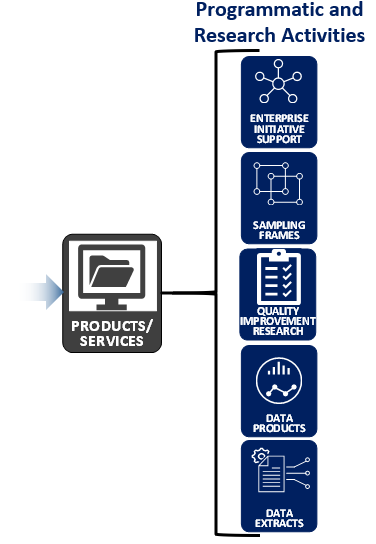 Programmatic and
Research Activities
ENTERPRISE
INITIATIVE
SUPPORT
SAMPLING
FRAMES
PRODUCTS/
SERVICES
QUALITY
IMPROVEMENT
RESEARCH
DATA
PRODUCTS
DATA
EXTRACTS